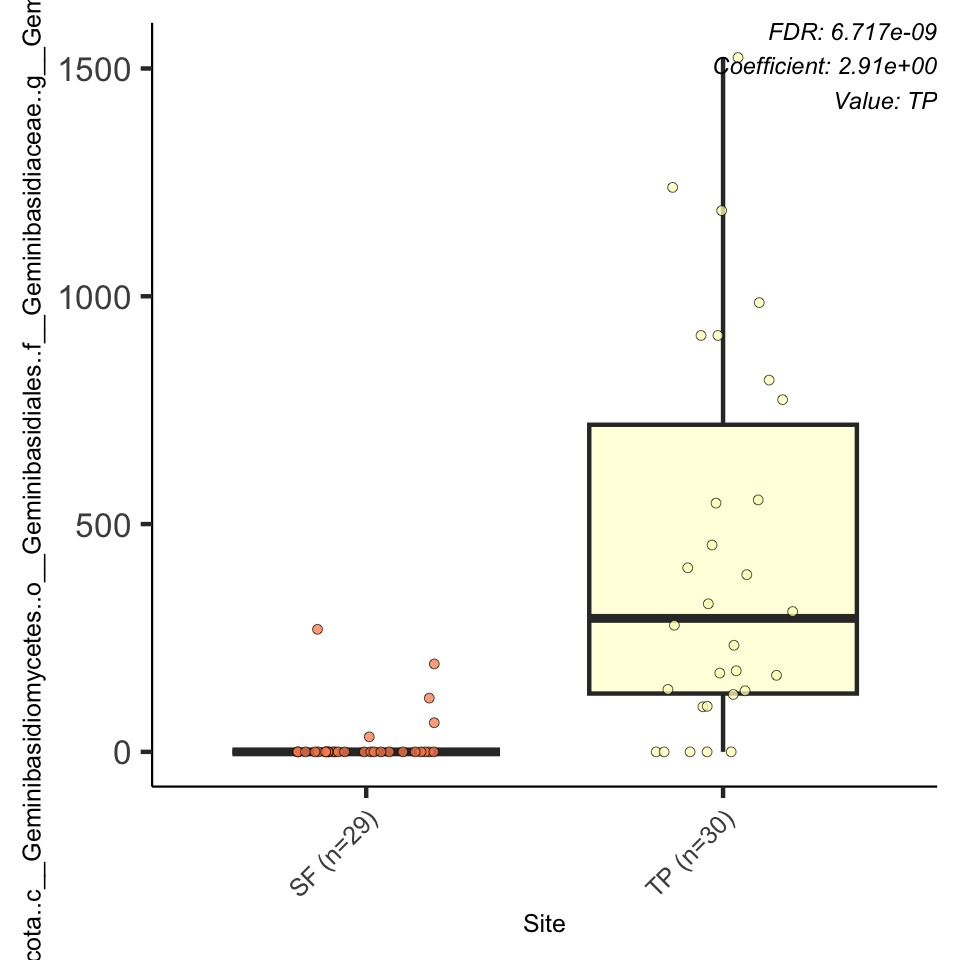 FDR: 6.717e-09
Coefficient: 2.91e+00
Value: TP
1500
1000
500
0
cota..c__Geminibasidiomycetes..o__Geminibasidiales..f__Geminibasidiaceae..g__Gem
SF (n=29)
TP (n=30)
Site